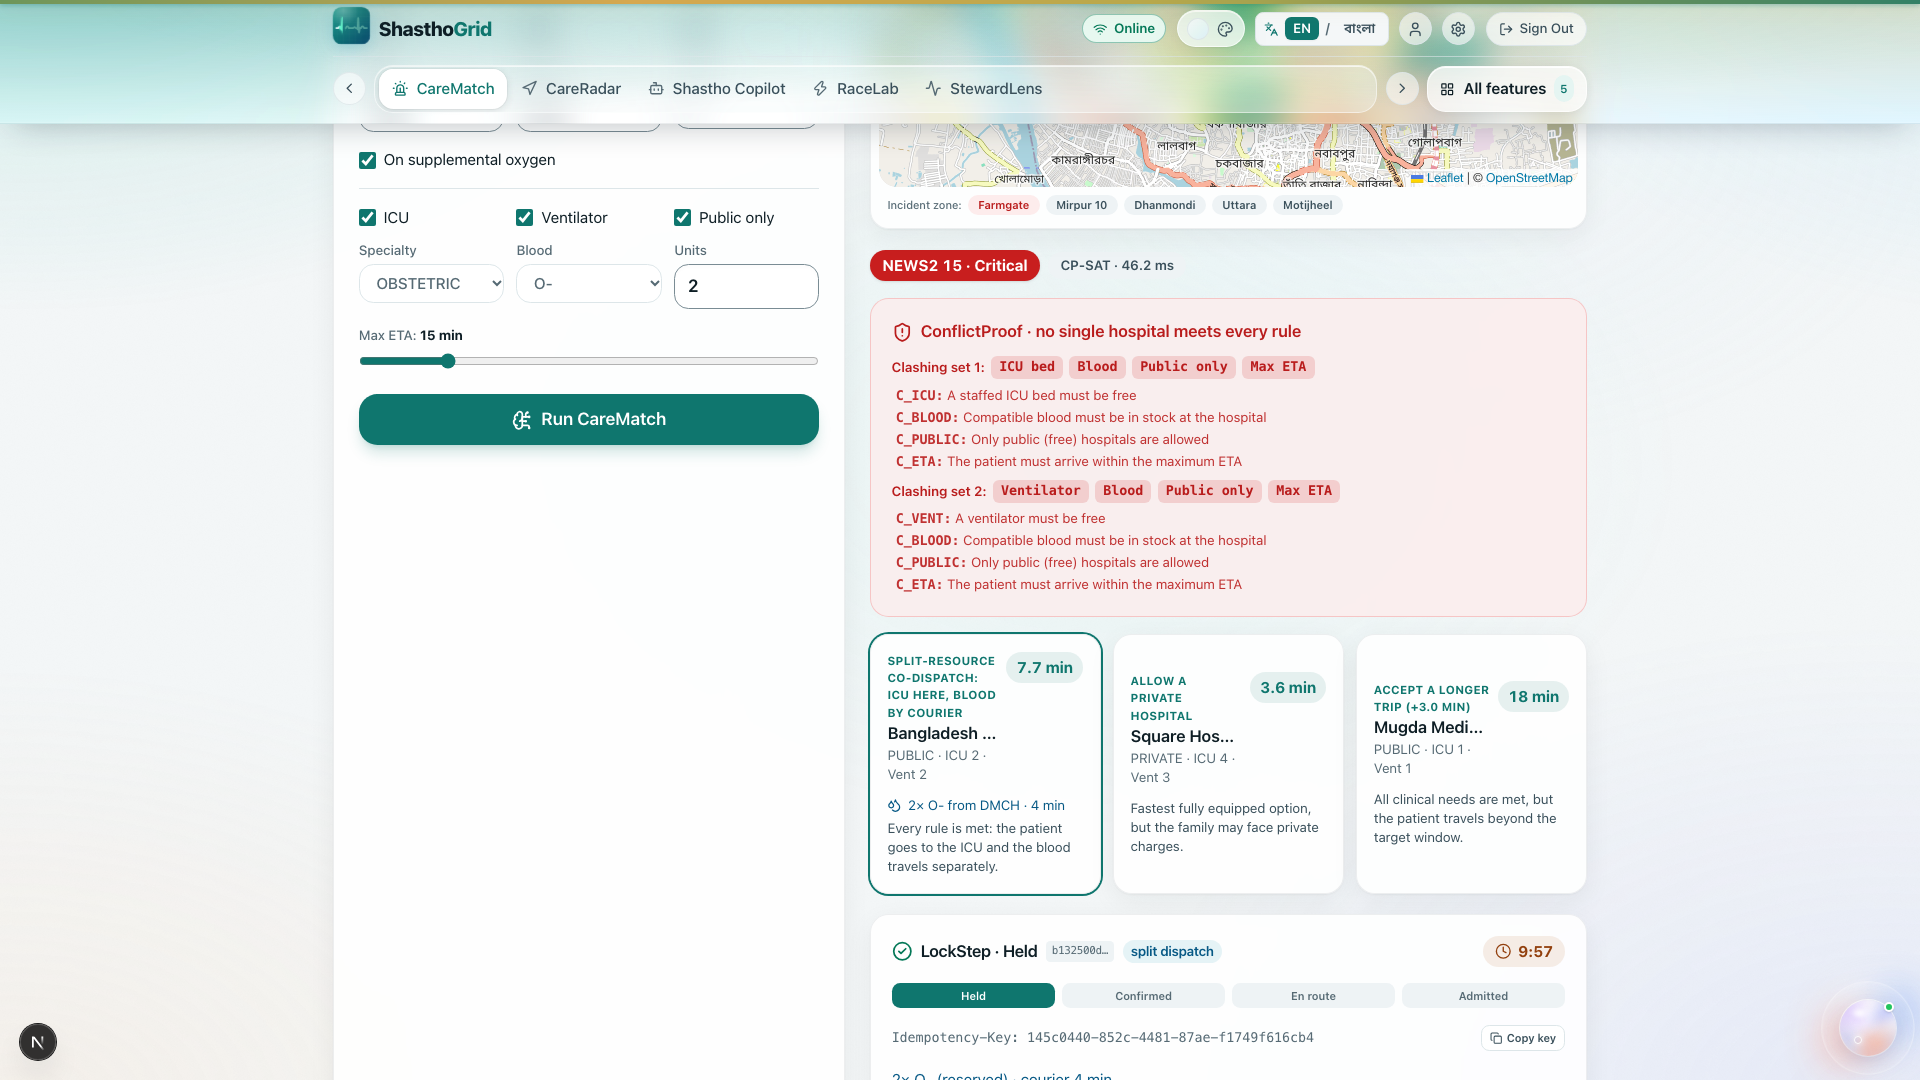 ShasthoGrid
Online
EN / বাংলা
Sign Out
CareMatch
CareRadar
Shastho Copilot
RaceLab
StewardLens
All features 5
On supplemental oxygen
ICU
Ventilator
Public only
Specialty
Blood
Units
OBSTETRIC
O-
2
Max ETA: 15 min
Run CareMatch
কামরাঙ্গীরচর
লালবাগ
চকবাজার
নবাবপুর
গোলাপবাগ
খোলামোড়া
Leaflet | © OpenStreetMap
Incident zone: Farmgate Mirpur 10 Dhanmondi Uttara Motijheel
NEWS2 15 · Critical
CP-SAT · 46.2 ms
ConflictProof · no single hospital meets every rule
Clashing set 1: ICU bed Blood Public only Max ETA
C_ICU: A staffed ICU bed must be free
C_BLOOD: Compatible blood must be in stock at the hospital
C_PUBLIC: Only public (free) hospitals are allowed
C_ETA: The patient must arrive within the maximum ETA
Clashing set 2: Ventilator Blood Public only Max ETA
C_VENT: A ventilator must be free
C_BLOOD: Compatible blood must be in stock at the hospital
C_PUBLIC: Only public (free) hospitals are allowed
C_ETA: The patient must arrive within the maximum ETA
SPLIT-RESOURCE
CO-DISPATCH:
ICU HERE, BLOOD
BY COURIER
7.7 min
Bangladesh ...
PUBLIC · ICU 2 ·
Vent 2
2× O- from DMCH · 4 min
Every rule is met: the patient
goes to the ICU and the blood
travels separately.
ALLOW A
PRIVATE
HOSPITAL
3.6 min
Square Hos...
PRIVATE · ICU 4 ·
Vent 3
Fastest fully equipped option,
but the family may face private
charges.
ACCEPT A LONGER
TRIP (+3.0 MIN)
18 min
Mugda Medi...
PUBLIC · ICU 1 ·
Vent 1
All clinical needs are met, but
the patient travels beyond the
target window.
LockStep · Held b132500d… split dispatch
9:57
Held
Confirmed
En route
Admitted
Idempotency-Key: 145c0440-852c-4481-87ae-f1749f616cb4
Copy key
2× O- (reserved) · courier 4 min
N